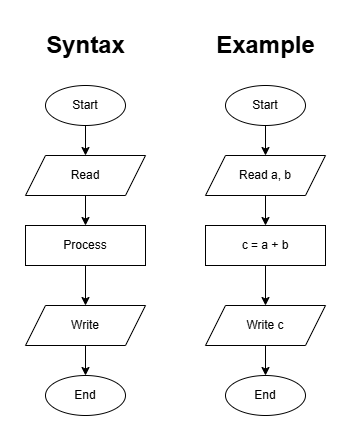 Syntax
Start
Read
Process
Write
End
Example
Start
Read a, b
c = a + b
Write c
End